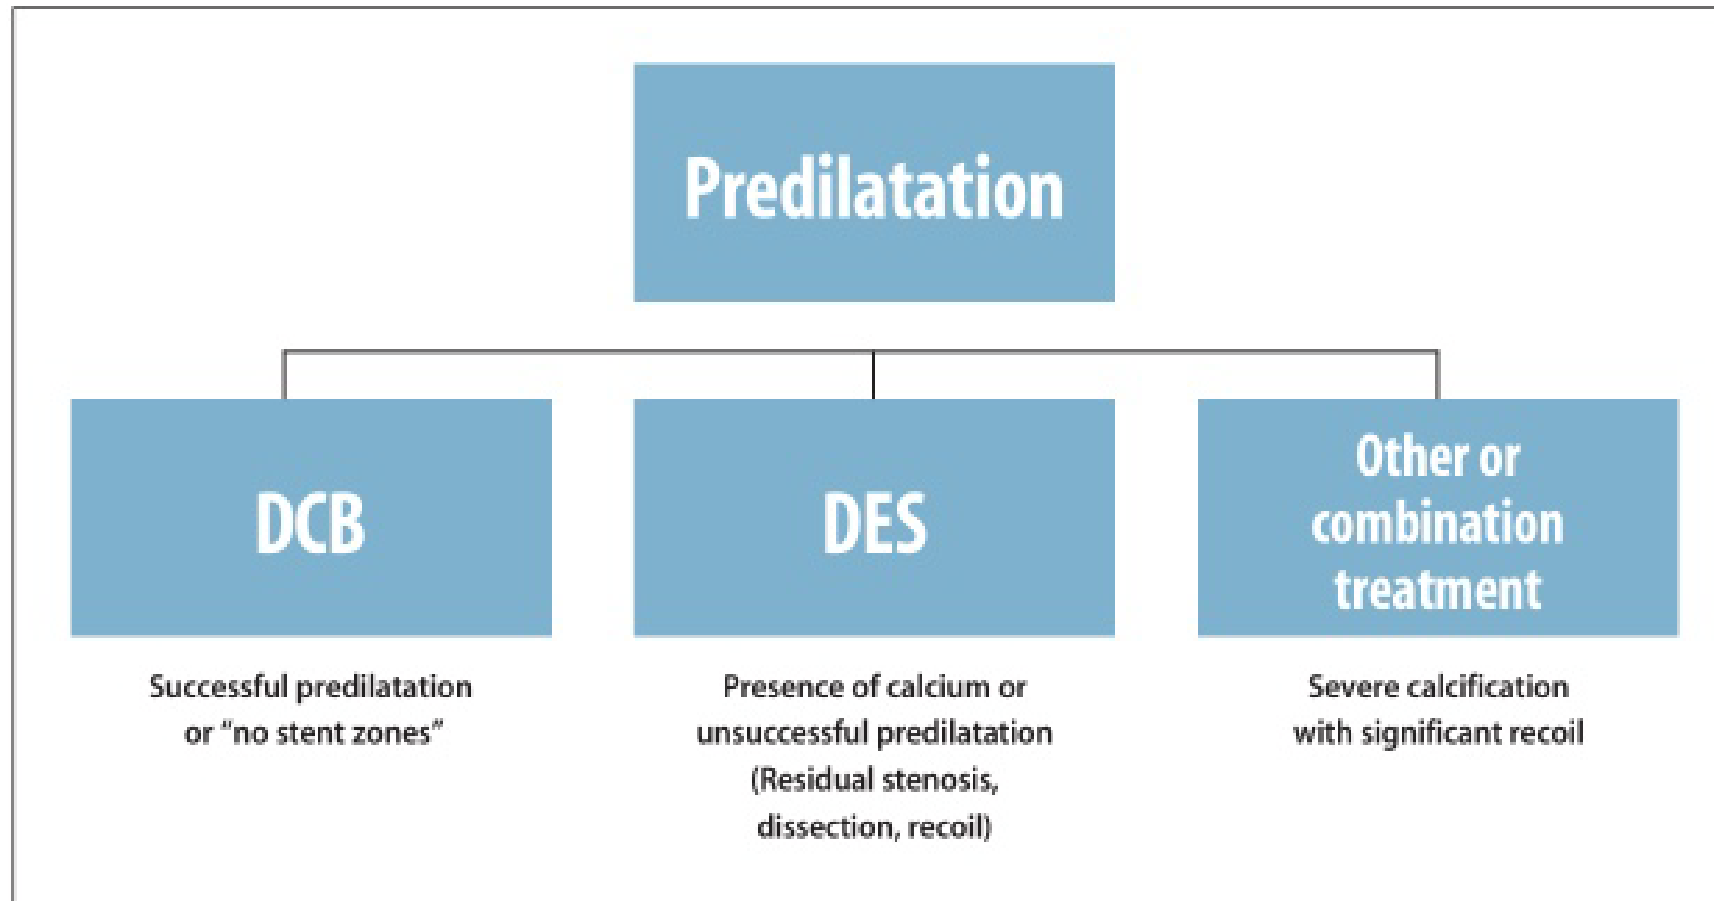 Predilatation
DCB
DES
Other or
combination
treatment
Successful predilatation
or “no stent zones”
Presence of calcium or
unsuccessful predilatation
(Residual stenosis,
dissection, recoil)
Severe calcification
with significant recoil